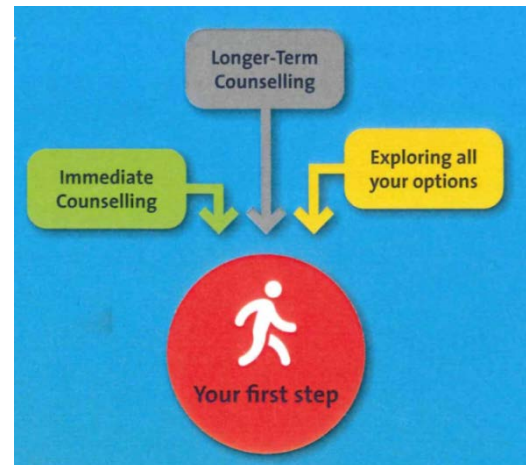 Longer-Term
Counselling
Immediate
Counselling
Exploring all
your options
Your first step